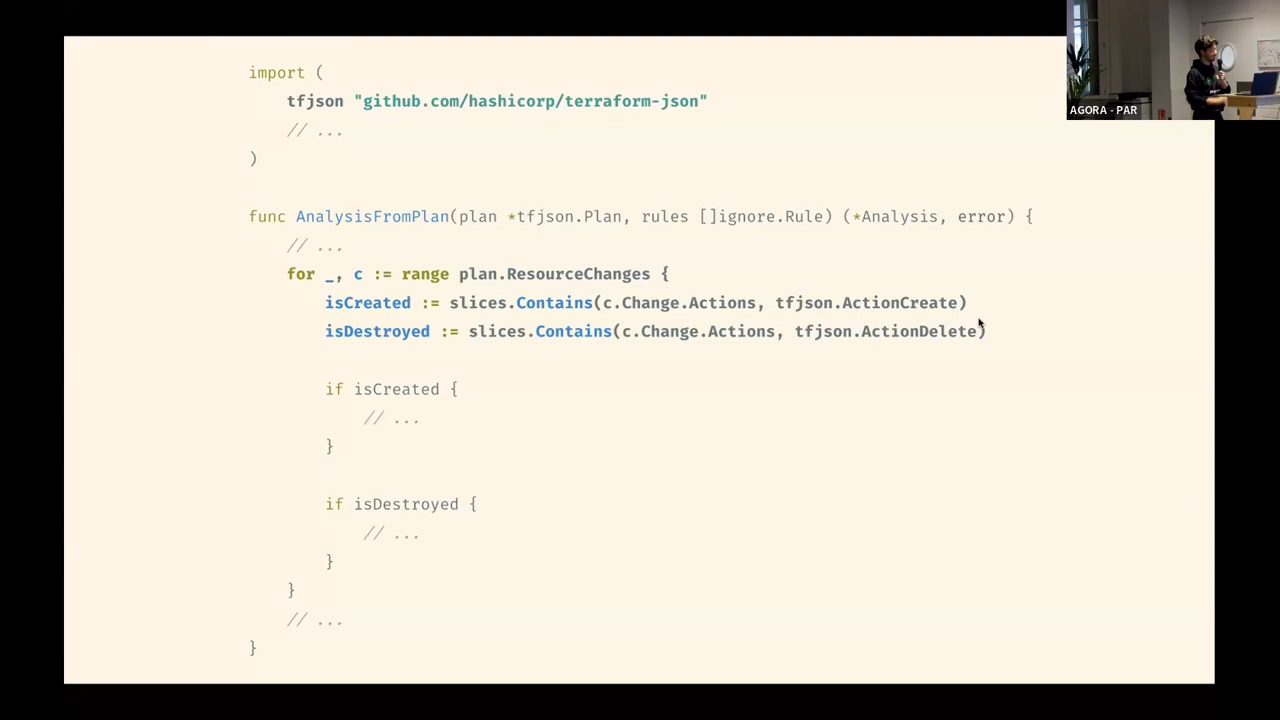 import (
    tfjson "github.com/hashicorp/terraform-json"
    // ...
)
func AnalysisFromPlan(plan *tfjson.Plan, rules []ignore.Rule) (*Analysis, error) {
    // ...
    for _, c := range plan.ResourceChanges {
        isCreated := slices.Contains(c.Change.Actions, tfjson.ActionCreate)
        isDestroyed := slices.Contains(c.Change.Actions, tfjson.ActionDelete)
        if isCreated {
            // ...
        }
        if isDestroyed {
            // ...
        }
    }
    // ...
}
AGORA - PAR